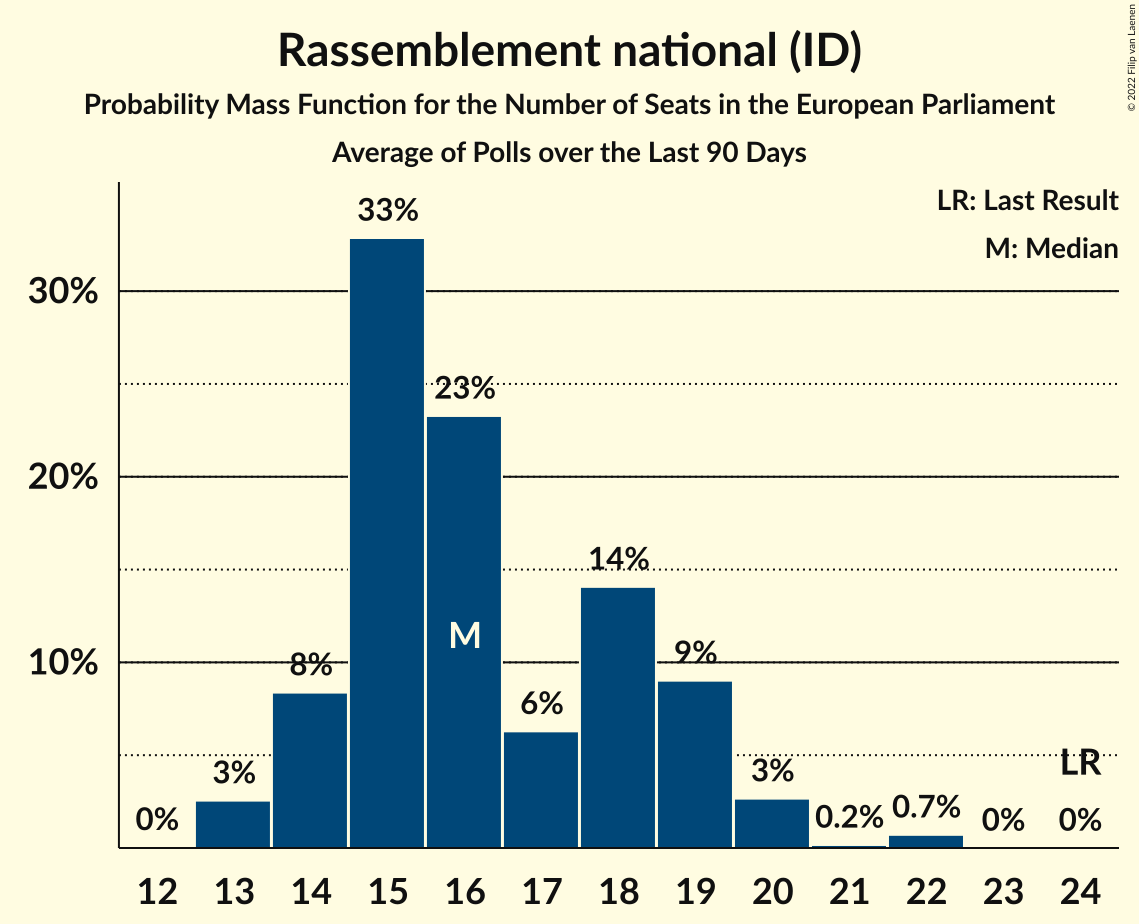 Rassemblement national (ID)
Probability Mass Function for the Number of Seats in the European Parliament
Average of Polls over the Last 90 Days
© 2022 Filip van Laenen
LR: Last Result
M: Median
30%
20%
10%
0%
3%
8%
33%
23%
M
6%
14%
9%
3%
0.2%
0.7%
0%
LR
0%
12 13 14 15 16 17 18 19 20 21 22 23 24